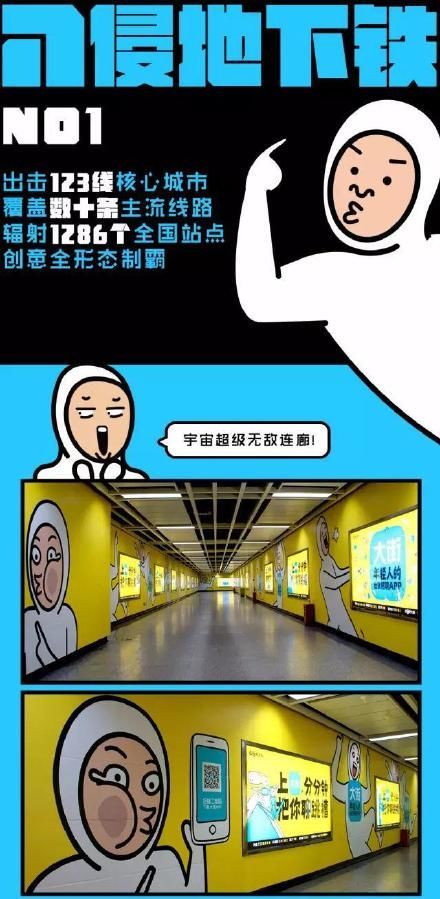 入侵地下铁
NO1
出击123线核心城市
覆盖数十条主流线路
辐射1286个全国站点
创意全形态制霸
宇宙超级无敌连廊!
大街
年轻人的
上 分分钟
把你聊 槽
大街